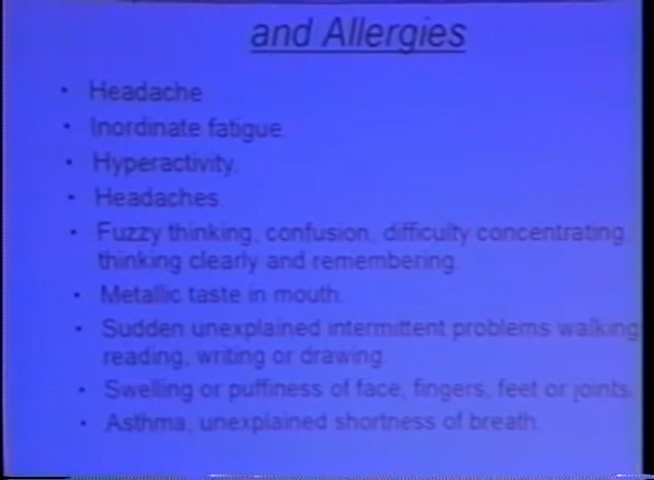 and Allergies
• Headache
• Inordinate fatigue.
• Hyperactivity.
• Headaches.
• Fuzzy thinking, confusion, difficulty concentrating,
thinking clearly and remembering.
• Metallic taste in mouth.
• Sudden unexplained intermittent problems walking
reading, writing or drawing.
• Swelling or puffiness of face, fingers, feet or joints.
• Asthma, unexplained shortness of breath.